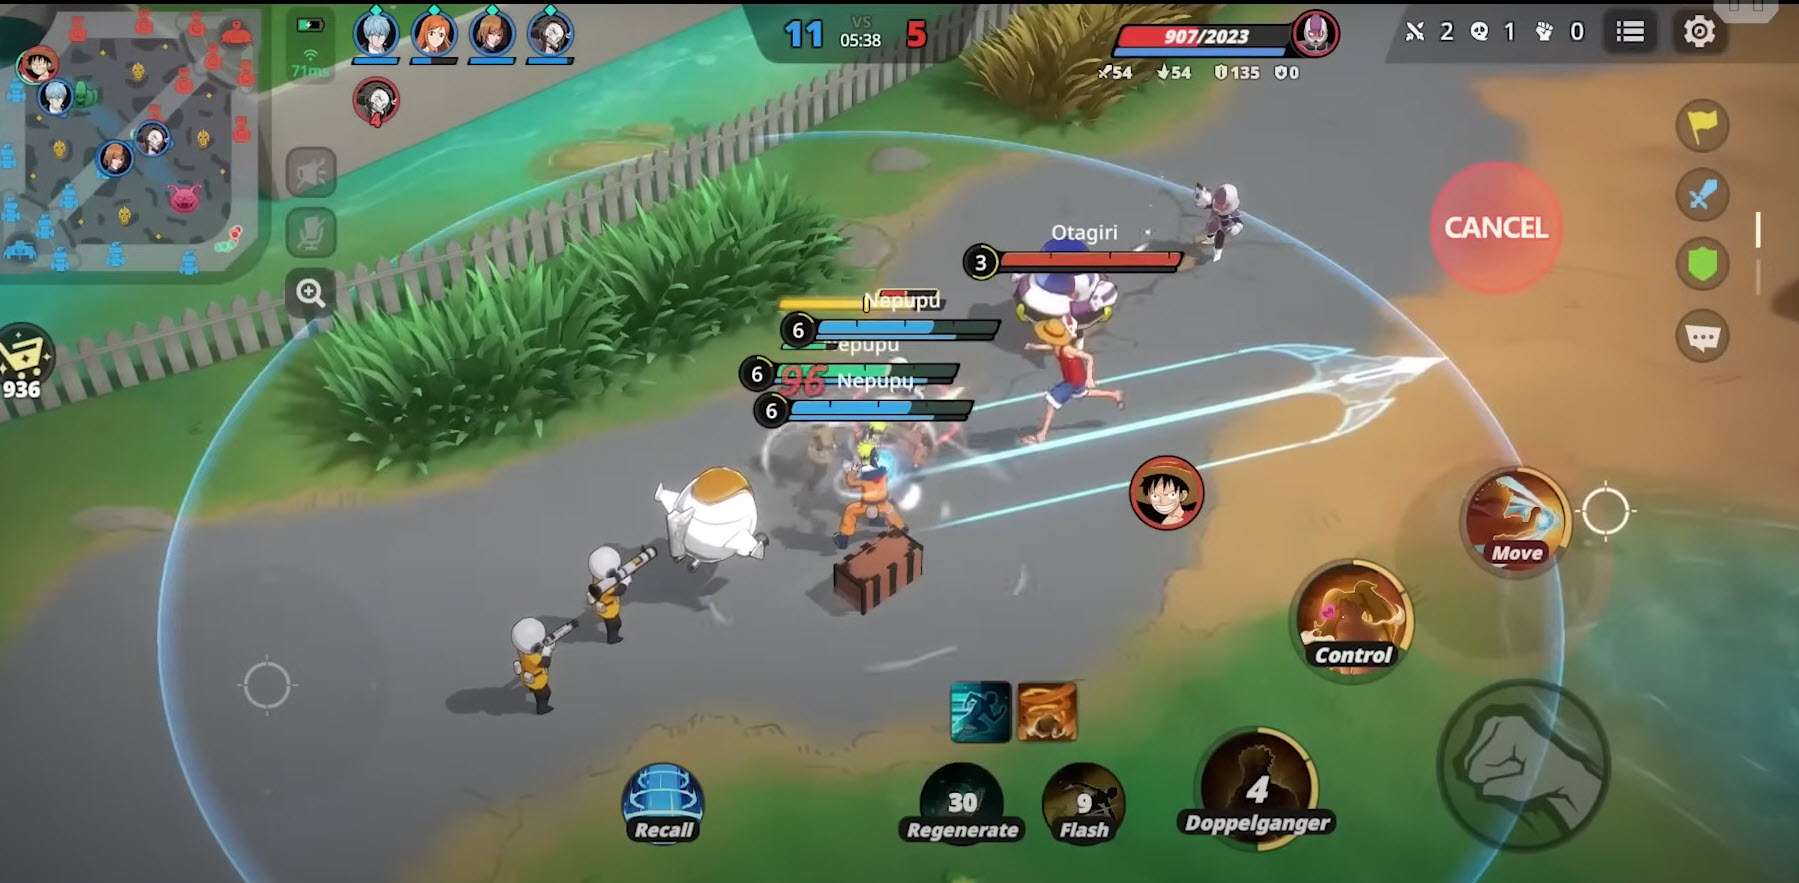 11 VS 5
05:38
907/2023
54 54 135 0
2 1 0
71ms
4
CANCEL
Otagiri
3
Nepupu
6
epupu
6
96
Nepupu
6
936
Move
Control
4
Doppelganger
30
Regenerate
9
Flash
Recall